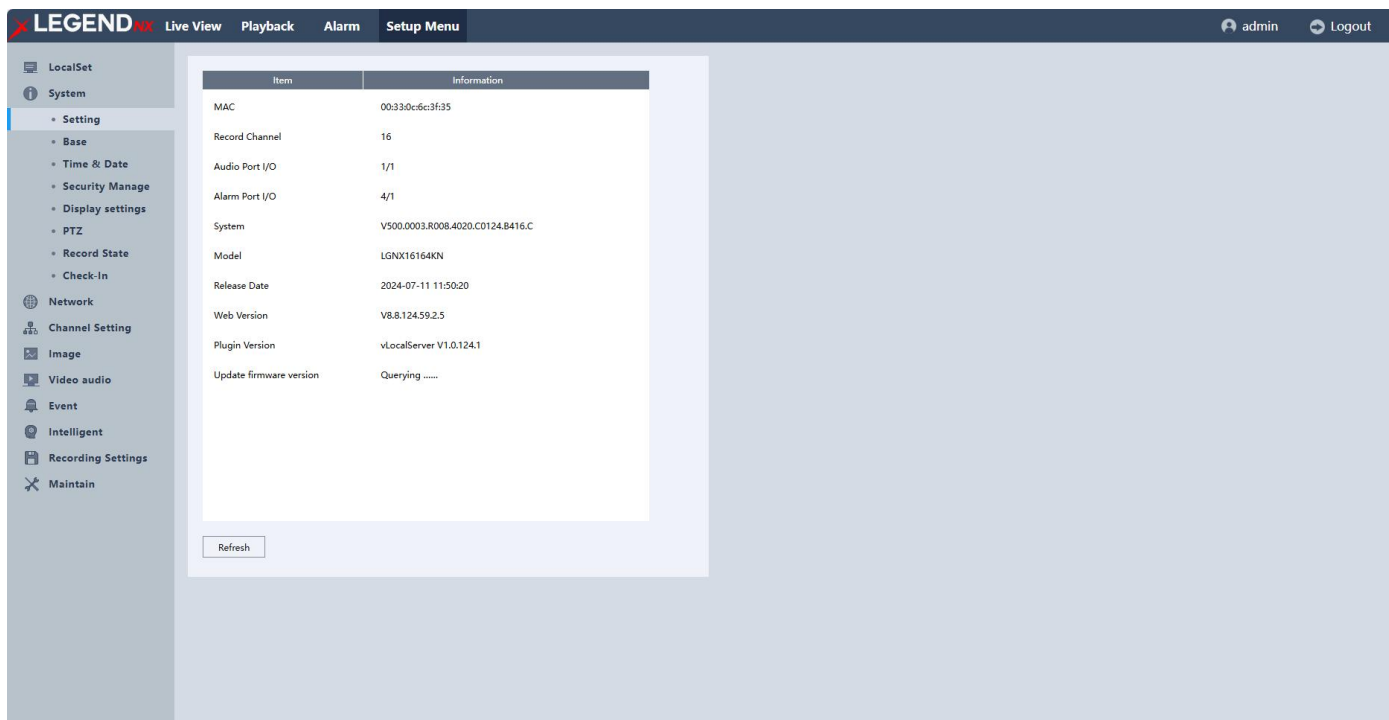 XLEGENDNX Live View Playback Alarm Setup Menu admin Logout
LocalSet
System
Setting
Base
Time & Date
Security Manage
Display settings
PTZ
Record State
Check-In
Network
Channel Setting
Image
Video audio
Event
Intelligent
Recording Settings
Maintain
Item Information
MAC 00:33:0c:6c:3f:35
Record Channel 16
Audio Port I/O 1/1
Alarm Port I/O 4/1
System V500.0003.R008.4020.C0124.B416.C
Model LGNX16164KN
Release Date 2024-07-11 11:50:20
Web Version V8.8.124.59.2.5
Plugin Version vLocalServer V1.0.124.1
Update firmware version Querying ......
Refresh